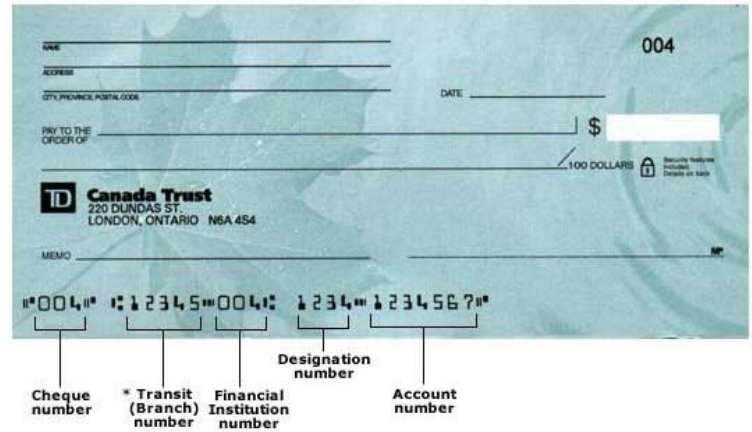 004
NAME
ADDRESS
CITY, PROVINCE, POSTAL CODE
DATE
PAY TO THE
ORDER OF
$
/100 DOLLARS
Security features
included.
Details on back
TD Canada Trust
220 DUNDAS ST.
LONDON, ONTARIO N6A 4S4
MEMO
MP
⑈004⑈ ⑆12345⑉004⑆ 1234⑉1234567⑈
Cheque
number
* Transit
(Branch)
number
Financial
Institution
number
Designation
number
Account
number